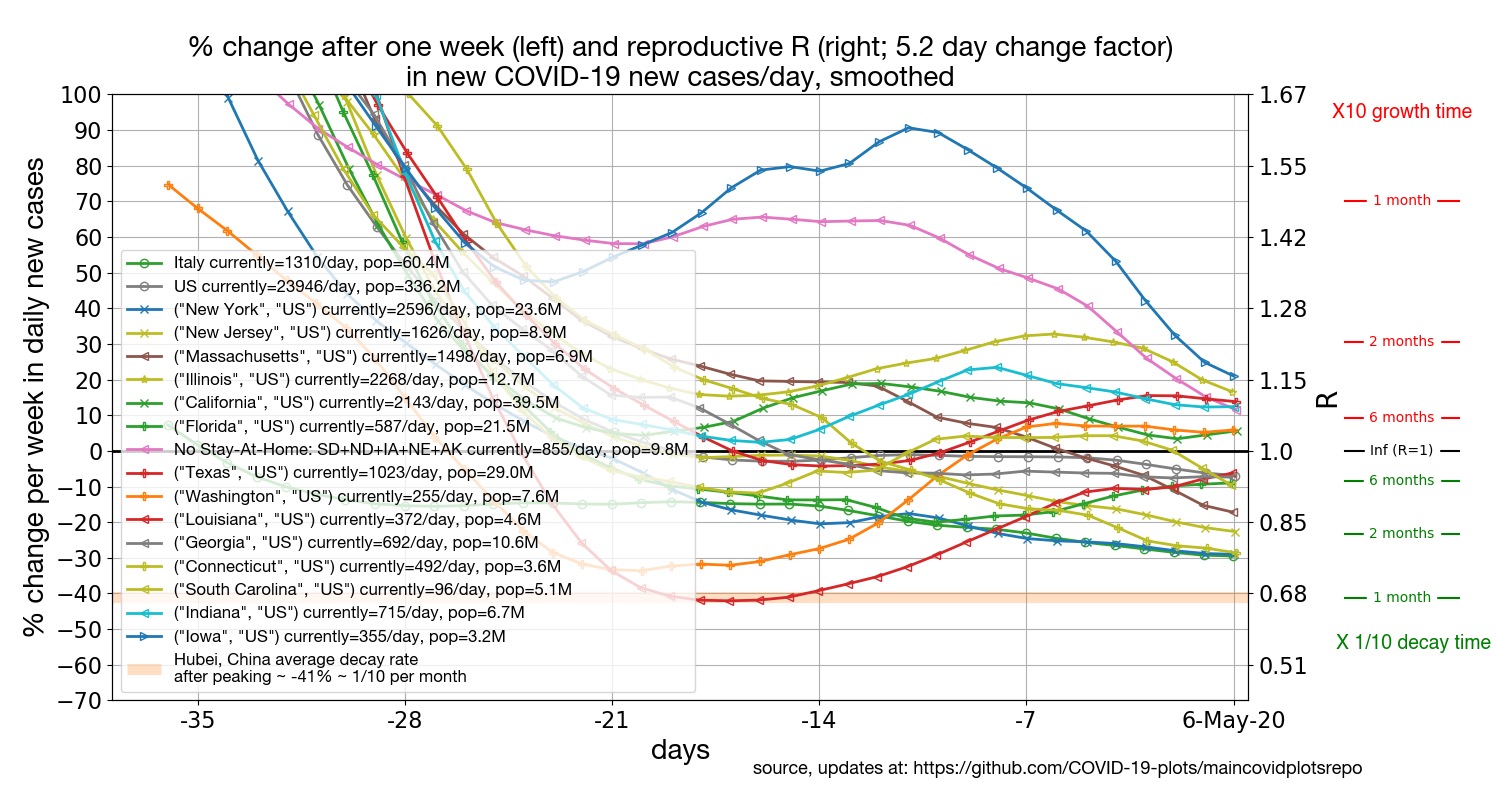 % change after one week (left) and reproductive R (right; 5.2 day change factor)
in new COVID-19 new cases/day, smoothed
% change per week in daily new cases
100
90
80
70
60
50
40
30
20
10
0
−10
−20
−30
−40
−50
−60
−70
Italy currently=1310/day, pop=60.4M
US currently=23946/day, pop=336.2M
("New York", "US") currently=2596/day, pop=23.6M
("New Jersey", "US") currently=1626/day, pop=8.9M
("Massachusetts", "US") currently=1498/day, pop=6.9M
("Illinois", "US") currently=2268/day, pop=12.7M
("California", "US") currently=2143/day, pop=39.5M
("Florida", "US") currently=587/day, pop=21.5M
No Stay-At-Home: SD+ND+IA+NE+AK currently=855/day, pop=9.8M
("Texas", "US") currently=1023/day, pop=29.0M
("Washington", "US") currently=255/day, pop=7.6M
("Louisiana", "US") currently=372/day, pop=4.6M
("Georgia", "US") currently=692/day, pop=10.6M
("Connecticut", "US") currently=492/day, pop=3.6M
("South Carolina", "US") currently=96/day, pop=5.1M
("Indiana", "US") currently=715/day, pop=6.7M
("Iowa", "US") currently=355/day, pop=3.2M
Hubei, China average decay rate
after peaking ~ -41% ~ 1/10 per month
-35
-28
-21
-14
-7
6-May-20
days
1.67
1.55
1.42
1.28
1.15
1.0
0.85
0.68
0.51
R
X10 growth time
1 month
2 months
6 months
Inf (R=1)
6 months
2 months
1 month
X 1/10 decay time
source, updates at: https://github.com/COVID-19-plots/maincovidplotsrepo